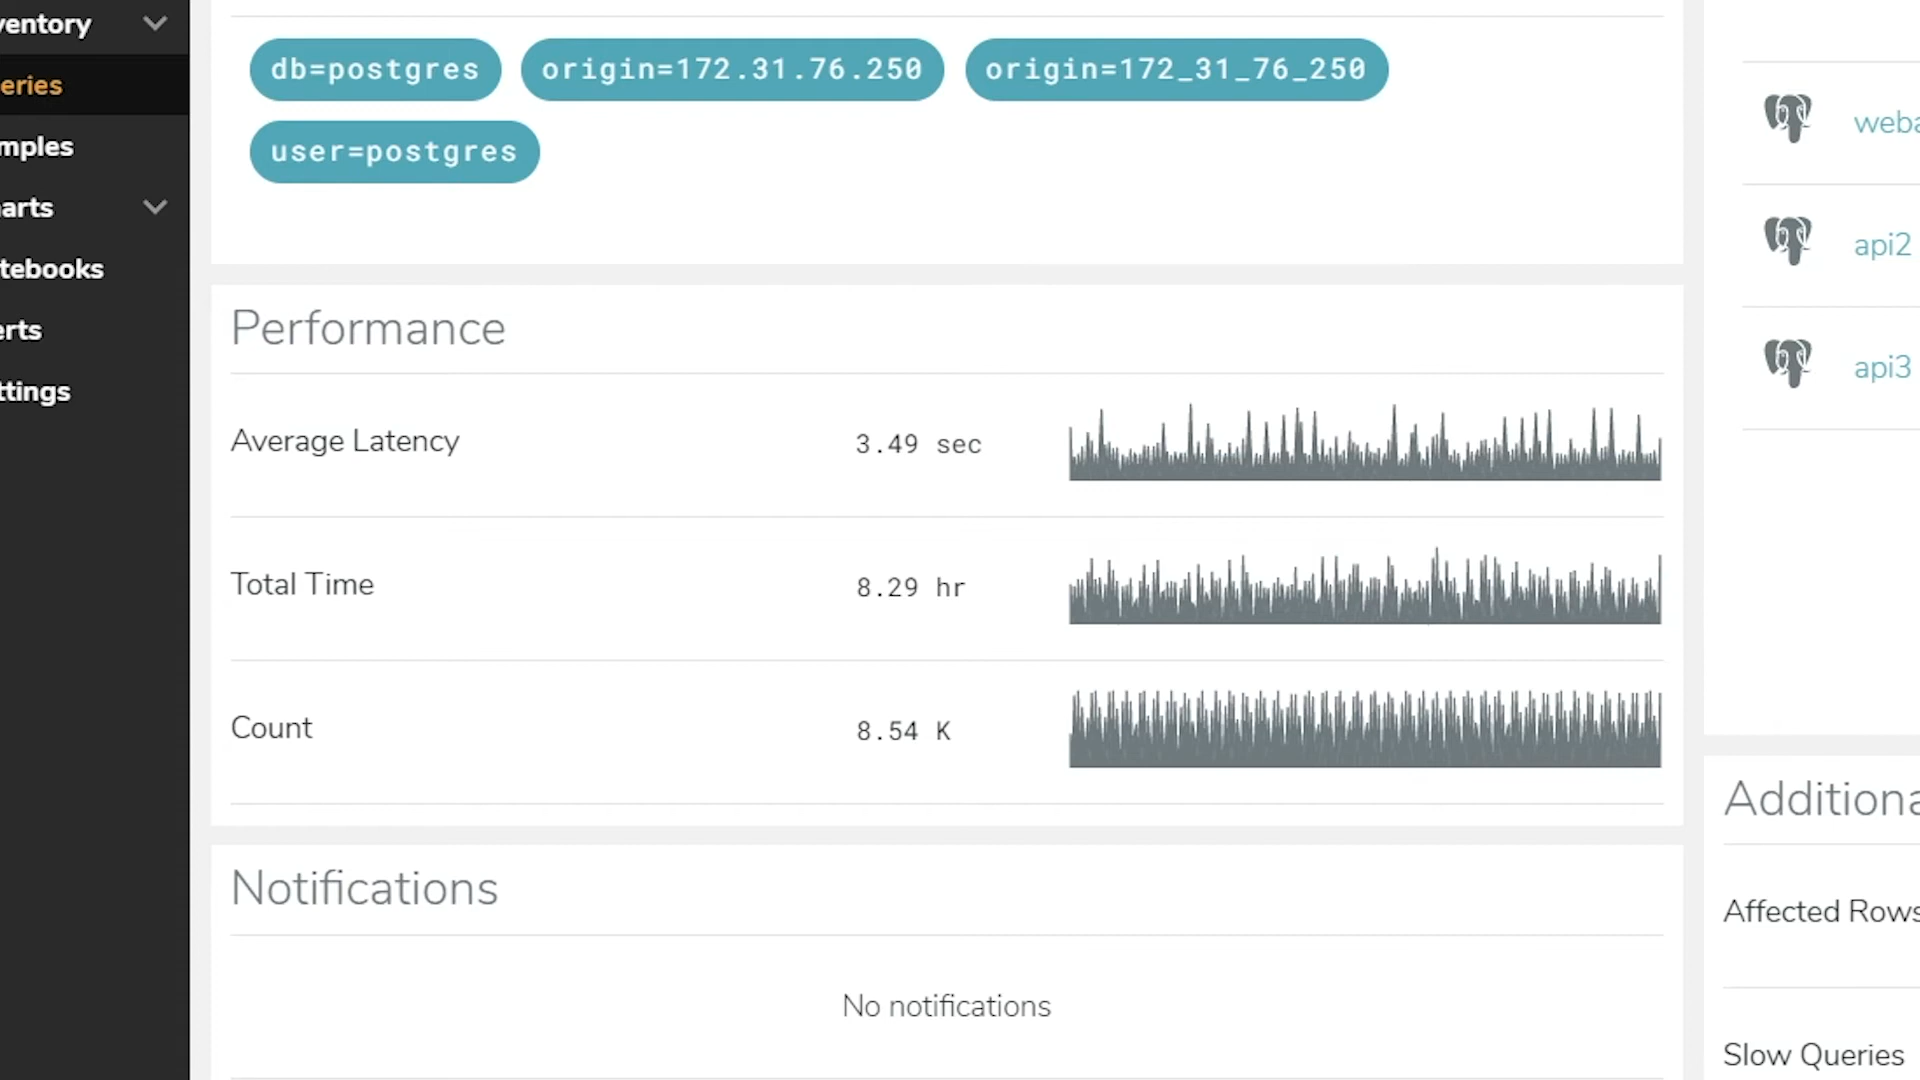 ventory
eries
mples
arts
tebooks
erts
ttings
db=postgres origin=172.31.76.250 origin=172_31_76_250
user=postgres
Performance
Average Latency 3.49 sec
Total Time 8.29 hr
Count 8.54 K
Notifications
No notifications
weba
api2
api3
Additiona
Affected Rows
Slow Queries